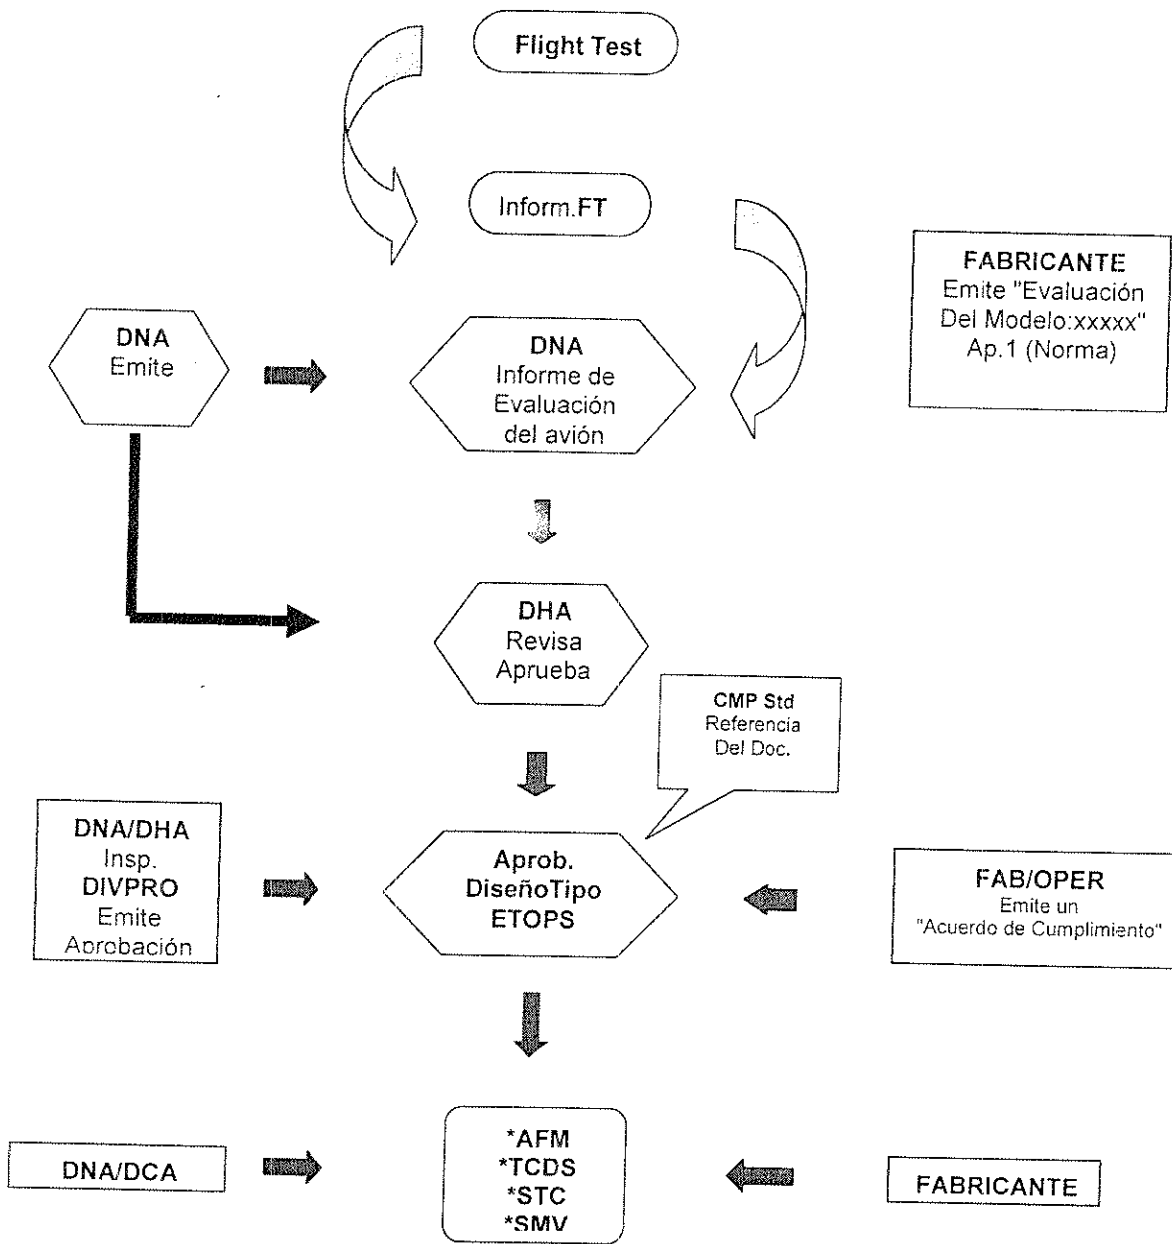 Flight Test
Inform.FT
FABRICANTE
Emite "Evaluación
Del Modelo:xxxxx"
Ap.1 (Norma)
DNA
Emite
DNA
Informe de
Evaluación
del avión
DHA
Revisa
Aprueba
CMP Std
Referencia
Del Doc.
DNA/DHA
Insp.
DIVPRO
Emite
Aprobación
Aprob.
DiseñoTipo
ETOPS
FAB/OPER
Emite un
"Acuerdo de Cumplimiento"
DNA/DCA
*AFM
*TCDS
*STC
*SMV
FABRICANTE